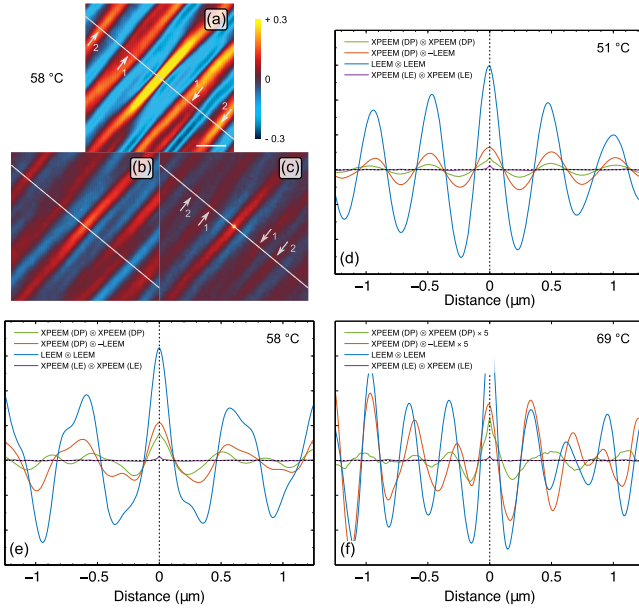 58 °C
(a)
2
1
1
2
+ 0.3
0
- 0.3
(b)
(c)
2
1
1
2
XPEEM (DP) ⊗ XPEEM (DP)
XPEEM (DP) ⊗ −LEEM
LEEM ⊗ LEEM
XPEEM (LE) ⊗ XPEEM (LE)
51 °C
(d)
−1 −0.5 0 0.5 1
Distance (µm)
XPEEM (DP) ⊗ XPEEM (DP)
XPEEM (DP) ⊗ −LEEM
LEEM ⊗ LEEM
XPEEM (LE) ⊗ XPEEM (LE)
58 °C
(e)
−1 −0.5 0 0.5 1
Distance (µm)
XPEEM (DP) ⊗ XPEEM (DP) × 5
XPEEM (DP) ⊗ −LEEM × 5
LEEM ⊗ LEEM
XPEEM (LE) ⊗ XPEEM (LE)
69 °C
(f)
−1 −0.5 0 0.5 1
Distance (µm)